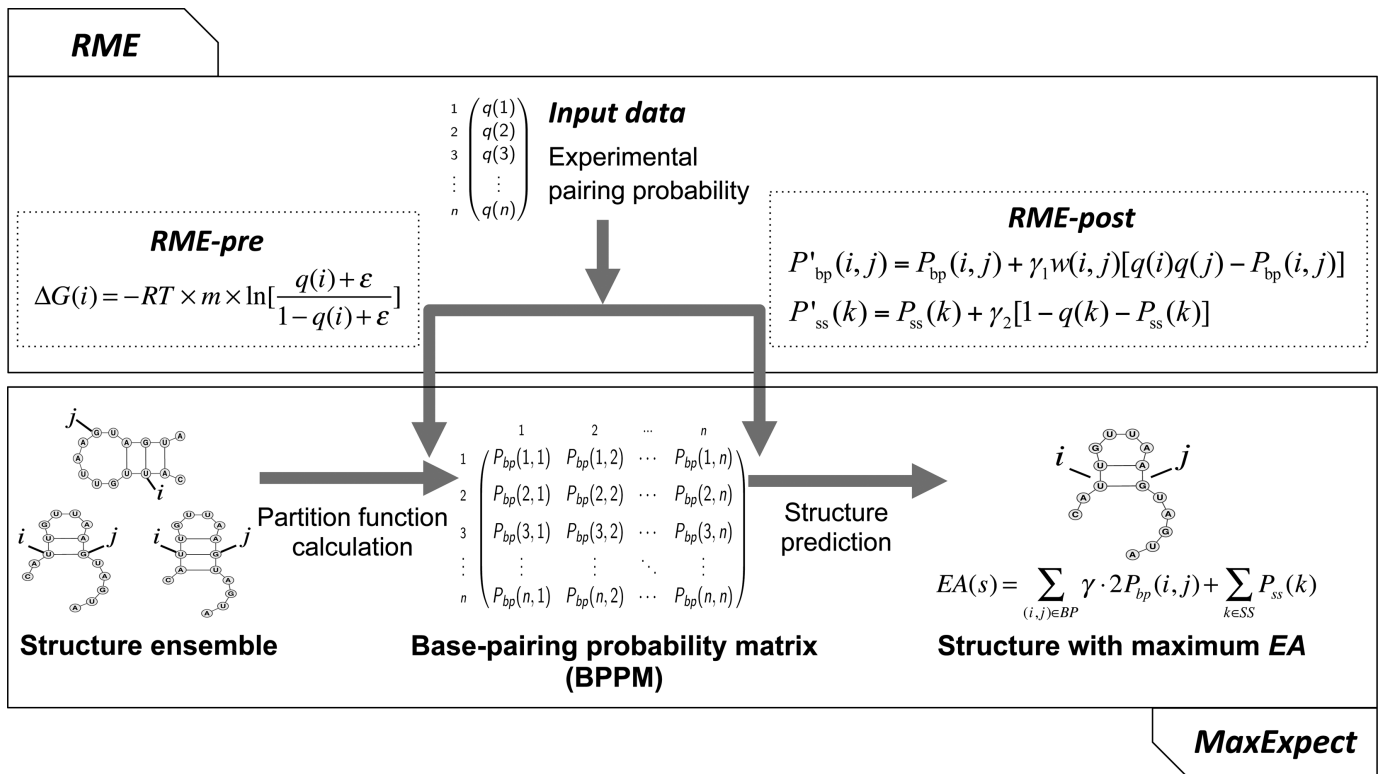 RME
1 q(1)
2 q(2)
3 q(3)
⋮ ⋮
n q(n)
Input data
Experimental
pairing probability
RME-pre
ΔG(i) = −RT × m × ln[ (q(i) + ε) / (1 − q(i) + ε) ]
RME-post
P'bp(i, j) = Pbp(i, j) + γ1w(i, j)[q(i)q(j) − Pbp(i, j)]
P'ss(k) = Pss(k) + γ2[1 − q(k) − Pss(k)]
j
G U A G U A
A
A
U
U
U G U U A C
i
i
j
G U U A
U A
U G
A
C
U
A
G
U
A
i
j
G U U A
U A
U G
A U
C
A
G
U
A
Structure ensemble
Partition function
calculation
1 2 ⋯ n
1 Pbp(1, 1) Pbp(1, 2) ⋯ Pbp(1, n)
2 Pbp(2, 1) Pbp(2, 2) ⋯ Pbp(2, n)
3 Pbp(3, 1) Pbp(3, 2) ⋯ Pbp(3, n)
⋮ ⋮ ⋮ ⋱ ⋮
n Pbp(n, 1) Pbp(n, 2) ⋯ Pbp(n, n)
Base-pairing probability matrix
(BPPM)
Structure
prediction
i
j
G U U A
U A
U G
A
C
U
A
G
U
A
EA(s) = ∑(i,j)∈BP γ · 2Pbp(i, j) + ∑k∈SS Pss(k)
Structure with maximum EA
MaxExpect